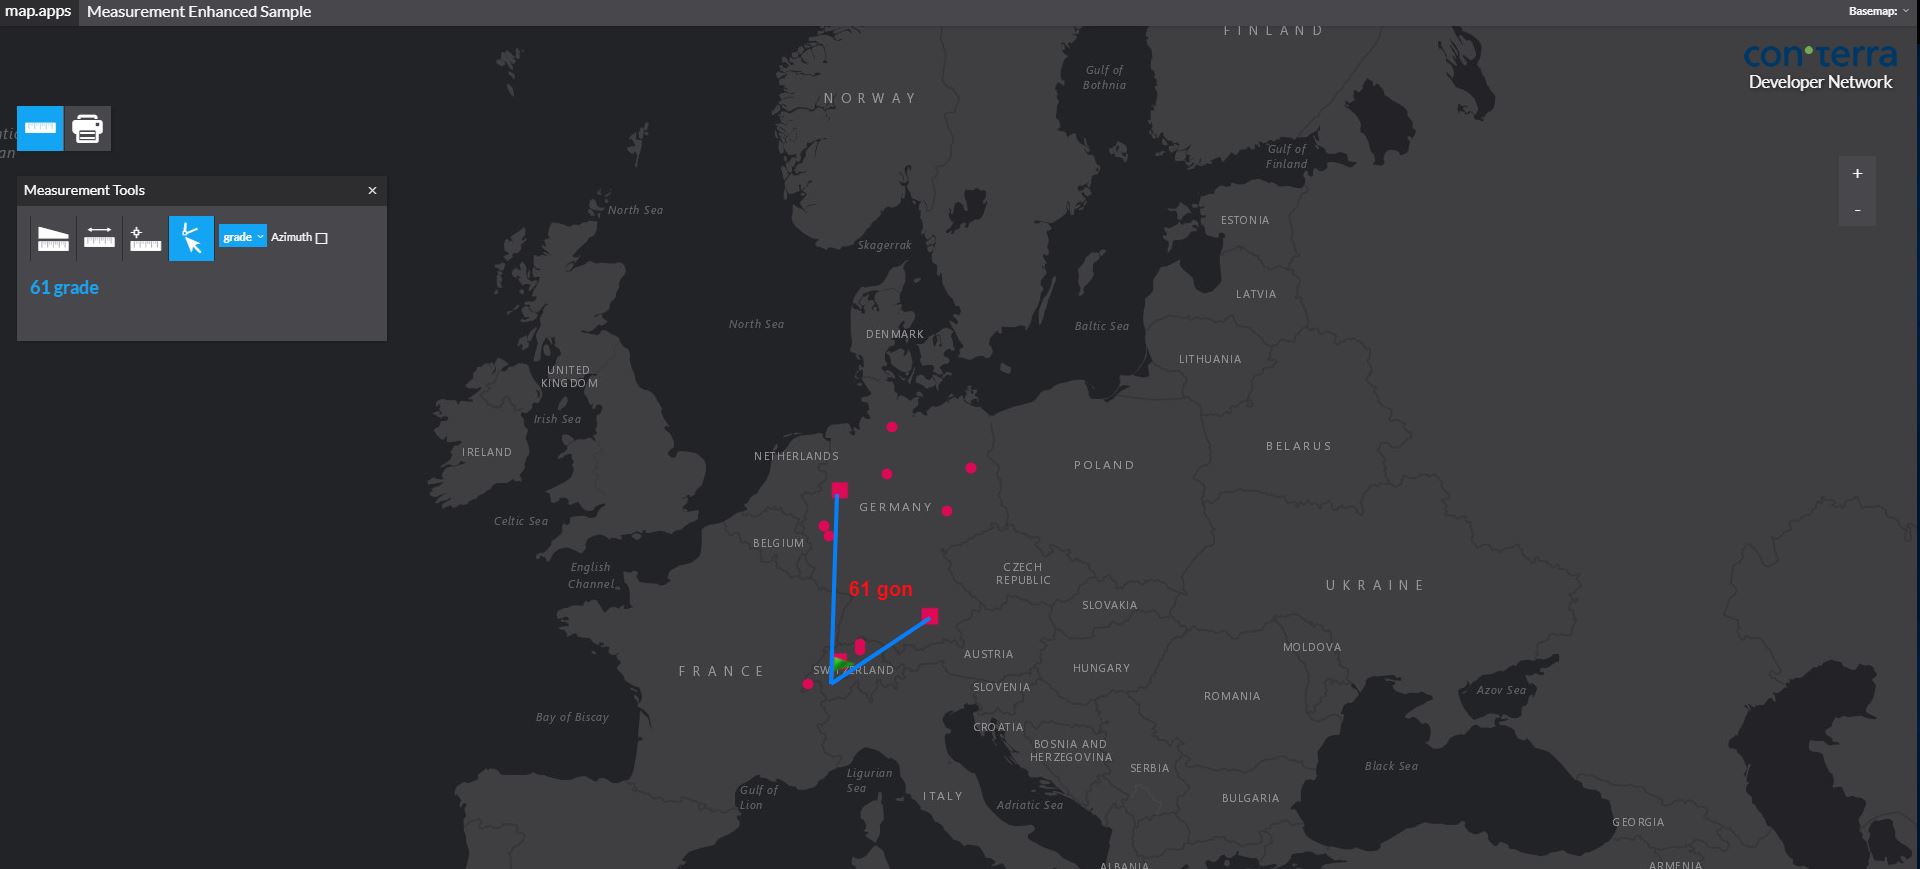 map.apps
Measurement Enhanced Sample
Basemap:
con terra
Developer Network
Measurement Tools
grade
Azimuth
61 grade
+
-
FINLAND
Gulf of
Bothnia
NORWAY
Gulf of
Finland
North Sea
ESTONIA
Skagerrak
LATVIA
North Sea
DENMARK
Baltic Sea
LITHUANIA
UNITED
KINGDOM
Irish Sea
IRELAND
NETHERLANDS
POLAND
BELARUS
GERMANY
Celtic Sea
BELGIUM
English
Channel
CZECH
REPUBLIC
61 gon
UKRAINE
SLOVAKIA
MOLDOVA
AUSTRIA
FRANCE
SWITZERLAND
HUNGARY
SLOVENIA
ROMANIA
Azov Sea
Bay of Biscay
CROATIA
BOSNIA AND
HERZEGOVINA
SERBIA
Black Sea
Ligurian
Sea
Gulf of
Lion
ITALY
Adriatic Sea
BULGARIA
GEORGIA
ALBANIA
ARMENIA